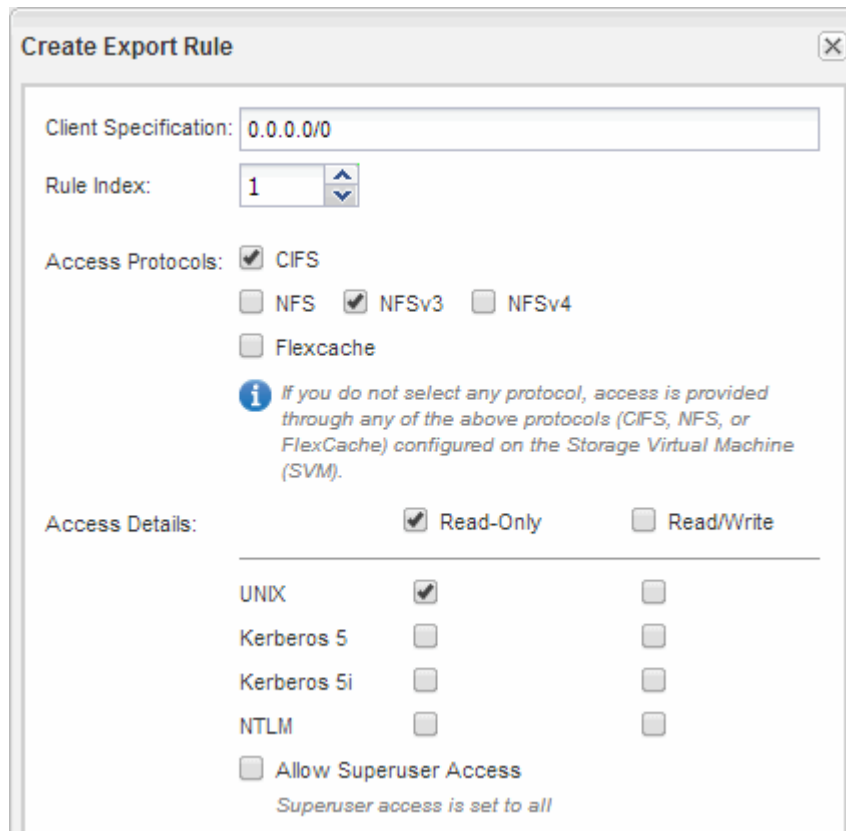 Create Export Rule
Client Specification: 0.0.0.0/0
Rule Index: 1
Access Protocols: CIFS
NFS NFSv3 NFSv4
Flexcache
If you do not select any protocol, access is provided
through any of the above protocols (CIFS, NFS, or
FlexCache) configured on the Storage Virtual Machine
(SVM).
Access Details: Read-Only Read/Write
UNIX
Kerberos 5
Kerberos 5i
NTLM
Allow Superuser Access
Superuser access is set to all